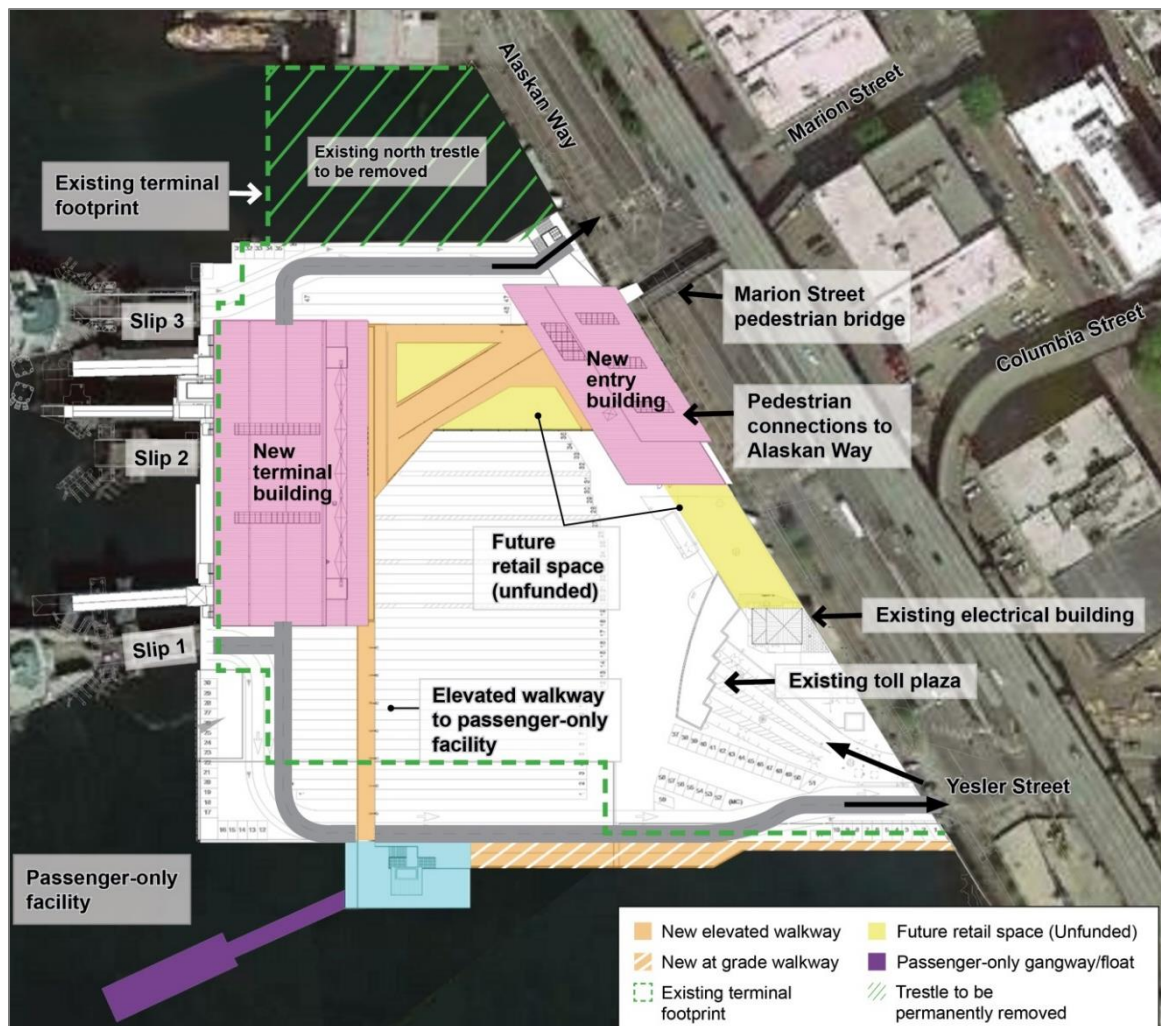 Alaskan Way
Marion Street
Existing north trestle
to be removed
Existing terminal
footprint
Columbia Street
Marion Street
pedestrian bridge
Slip 3
New
entry
building
Pedestrian
connections to
Alaskan Way
Slip 2
New
terminal
building
Future
retail space
(unfunded)
Existing electrical building
Slip 1
Existing toll plaza
Elevated walkway
to passenger-only
facility
Yesler Street
Passenger-only
facility
New elevated walkway
Future retail space (Unfunded)
New at grade walkway
Passenger-only gangway/float
Existing terminal
footprint
Trestle to be
permanently removed